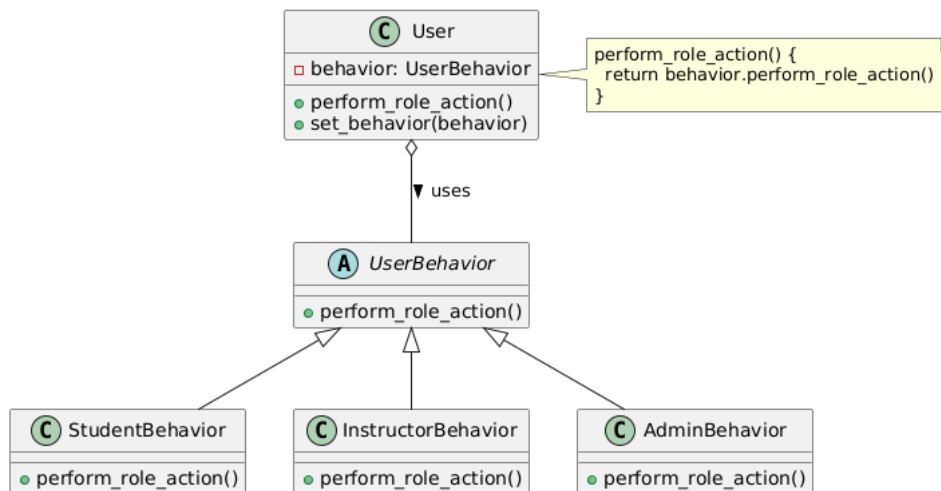 C User
behavior: UserBehavior
perform_role_action()
set_behavior(behavior)
perform_role_action() {
return behavior.perform_role_action()
}
uses
A UserBehavior
perform_role_action()
C StudentBehavior
perform_role_action()
C InstructorBehavior
perform_role_action()
C AdminBehavior
perform_role_action()